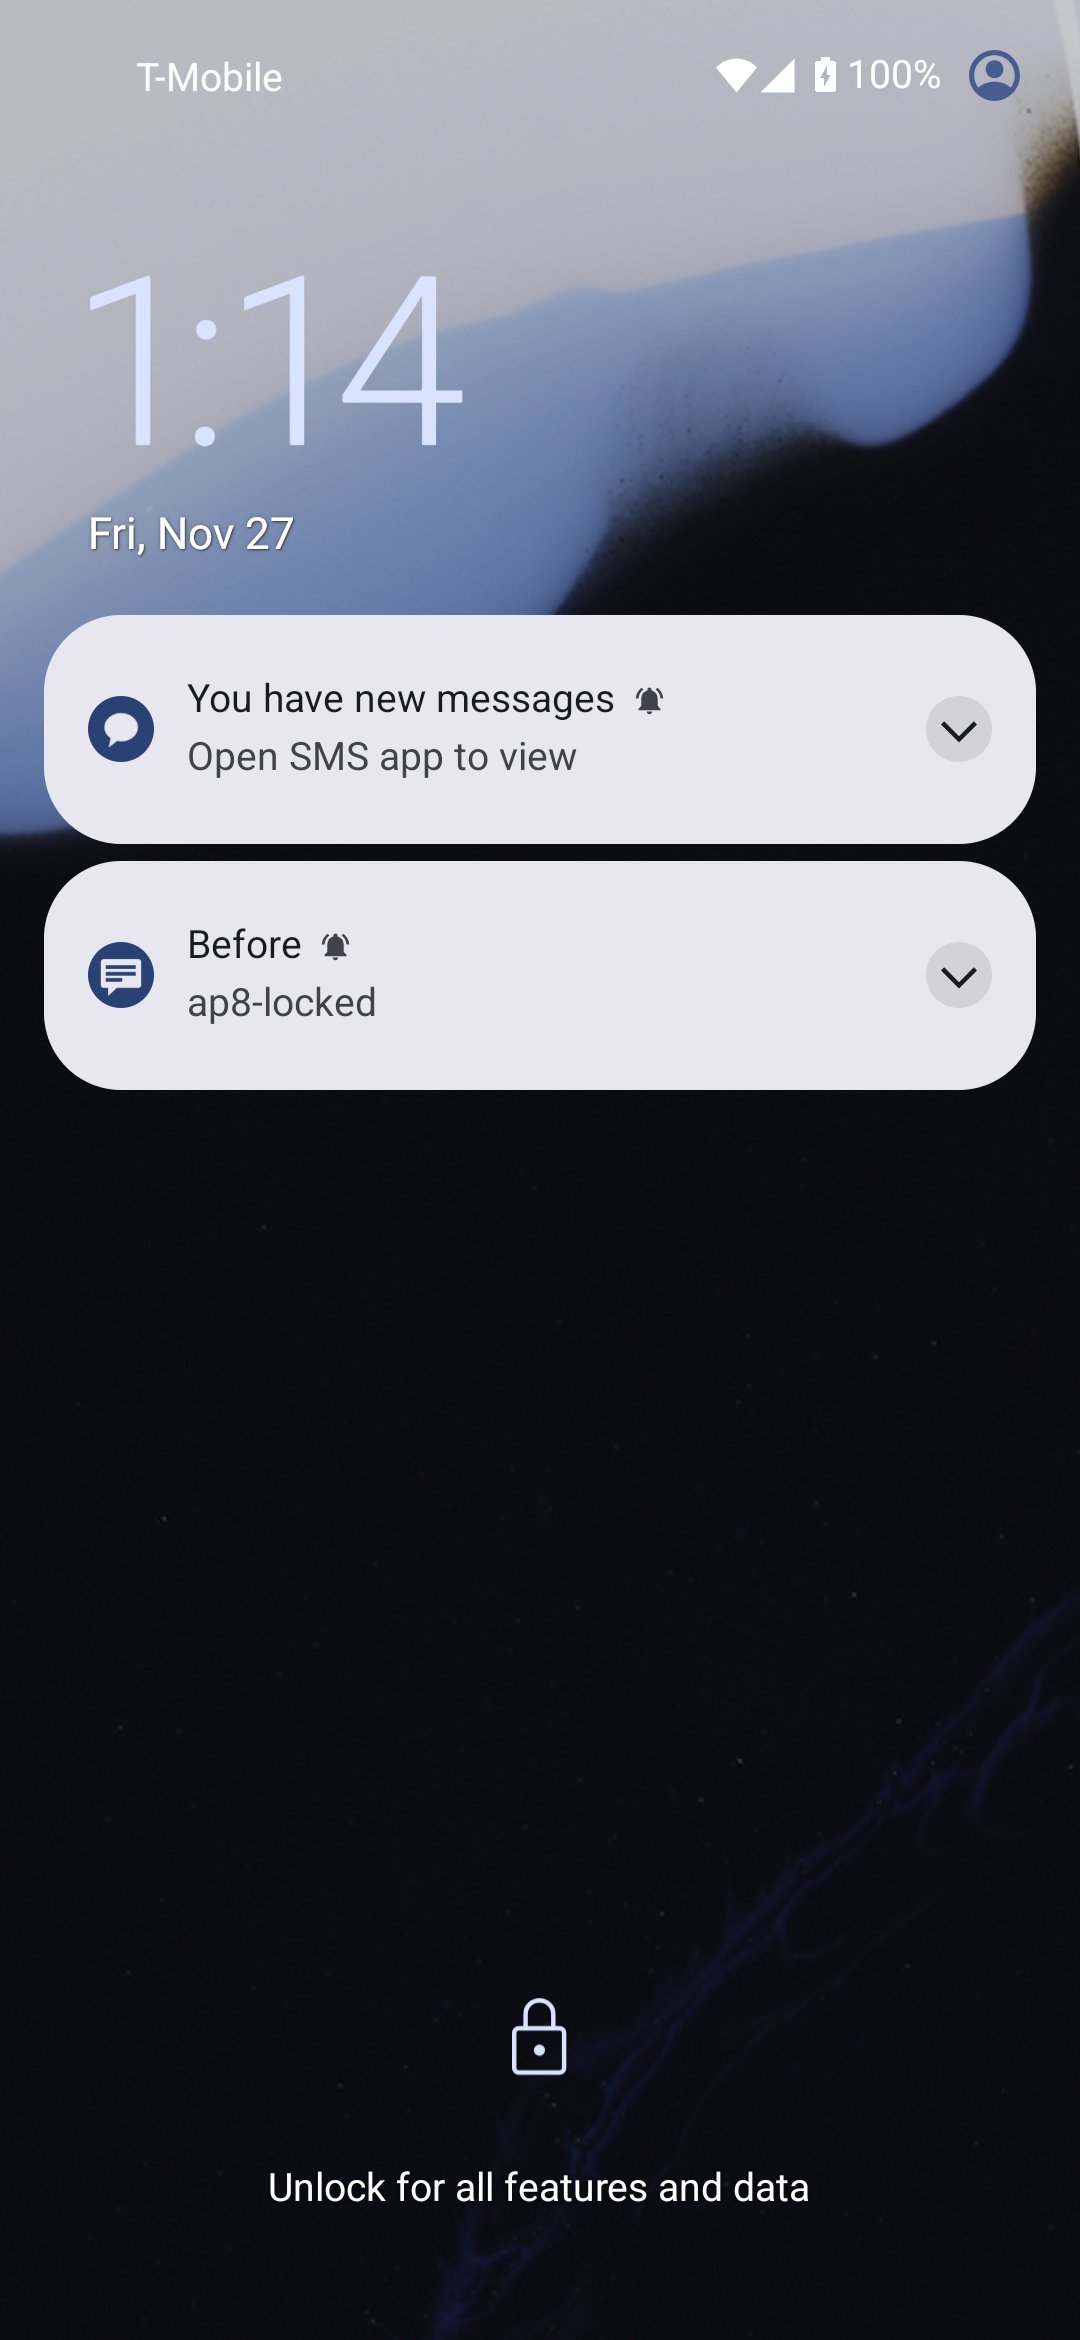 T-Mobile
100%
1:14
Fri, Nov 27
You have new messages
Open SMS app to view
Before
ap8-locked
Unlock for all features and data